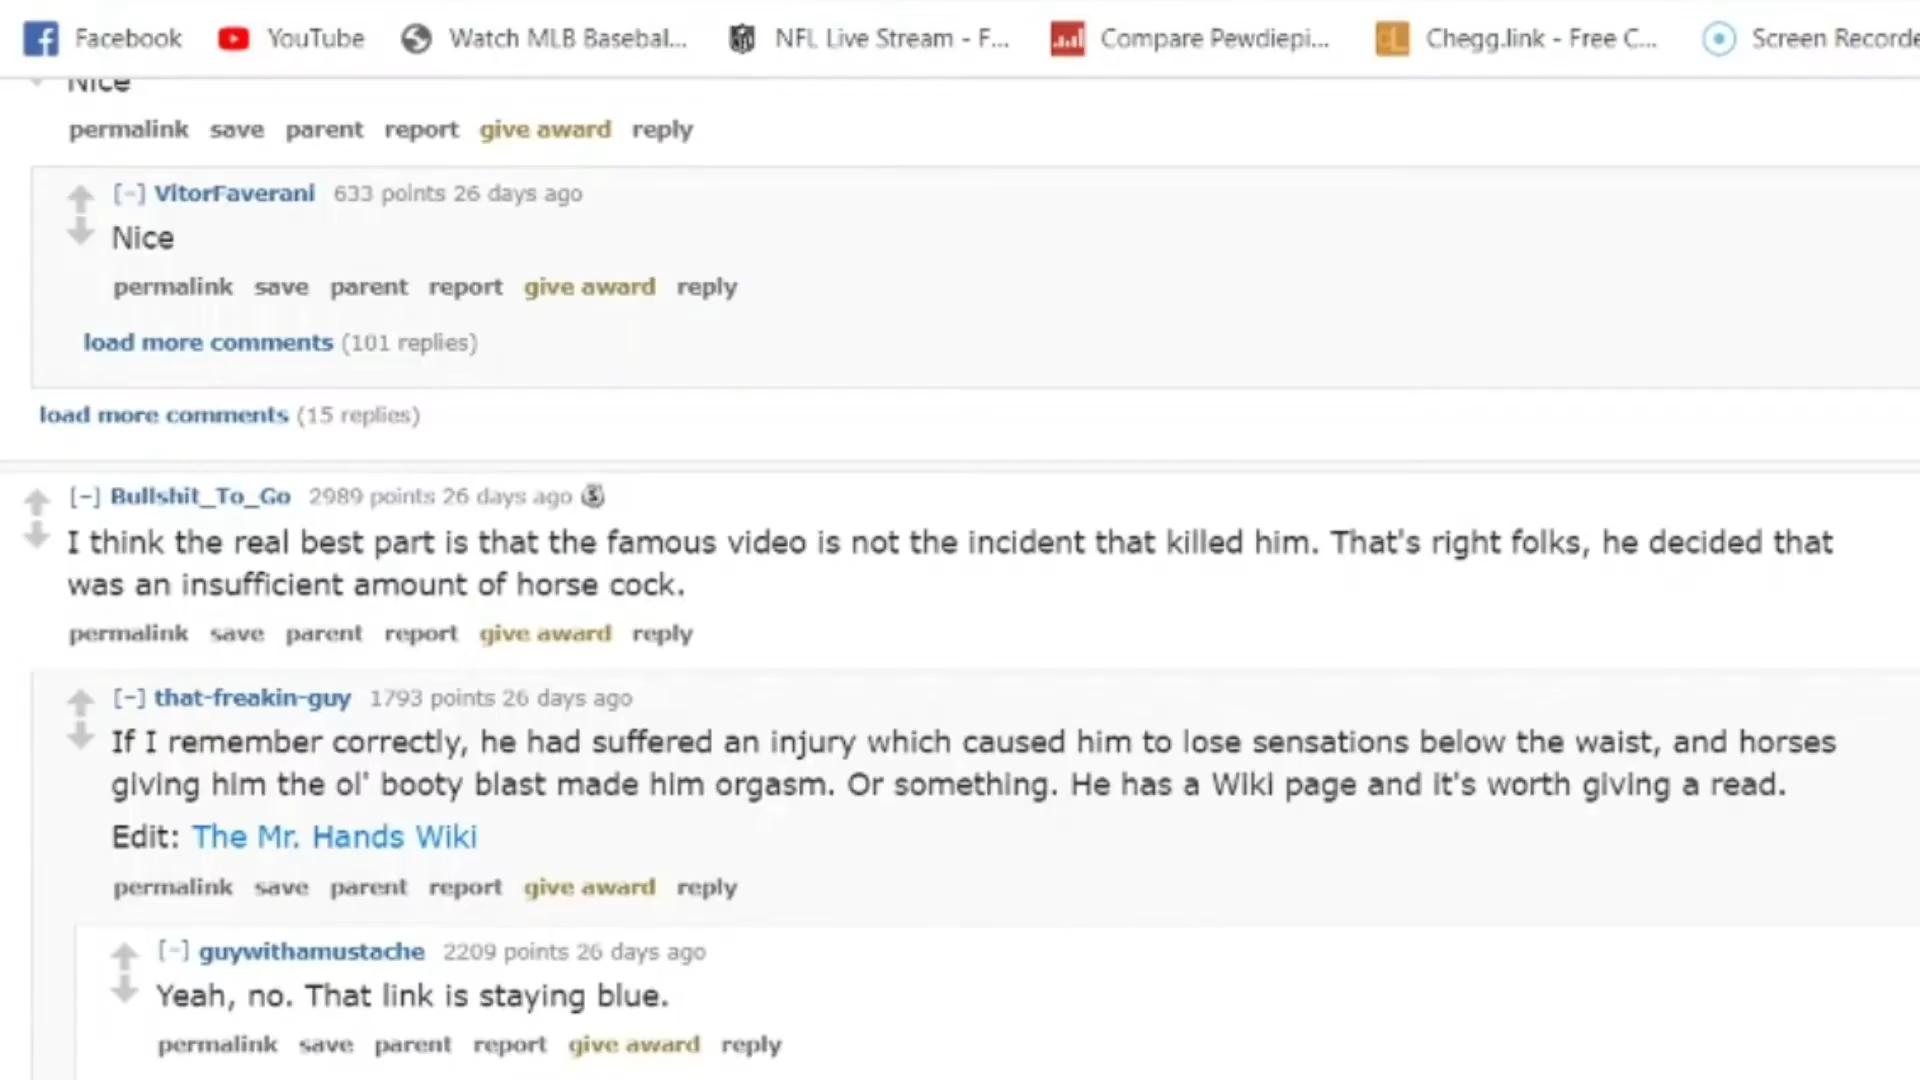 Facebook YouTube Watch MLB Basebal... NFL Live Stream - F... Compare Pewdiepi... Chegg.link - Free C... Screen Recorde
Nice
permalink save parent report give award reply
[-] VitorFaverani 633 points 26 days ago
Nice
permalink save parent report give award reply
load more comments (101 replies)
load more comments (15 replies)
[-] Bullshit_To_Go 2989 points 26 days ago
I think the real best part is that the famous video is not the incident that killed him. That's right folks, he decided that
was an insufficient amount of horse cock.
permalink save parent report give award reply
[-] that-freakin-guy 1793 points 26 days ago
If I remember correctly, he had suffered an injury which caused him to lose sensations below the waist, and horses
giving him the ol' booty blast made him orgasm. Or something. He has a Wiki page and it's worth giving a read.
Edit: The Mr. Hands Wiki
permalink save parent report give award reply
[-] guywithamustache 2209 points 26 days ago
Yeah, no. That link is staying blue.
permalink save parent report give award reply